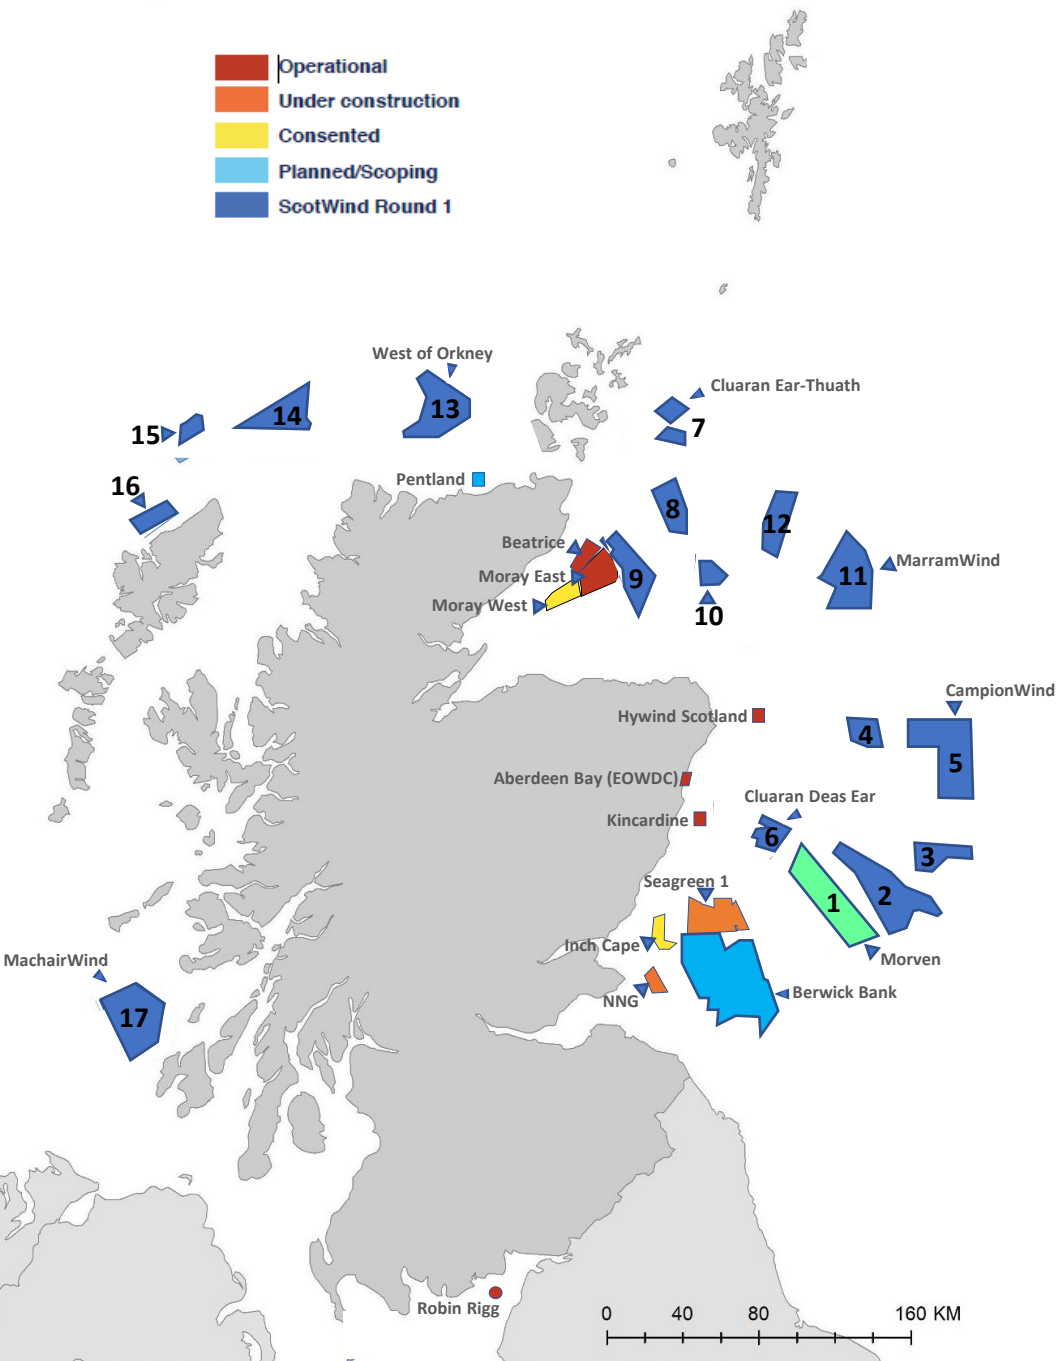 Operational
Under construction
Consented
Planned/Scoping
ScotWind Round 1
West of Orkney
Cluaran Ear-Thuath
13
14
15
7
16
Pentland
8
12
Beatrice
MarramWind
Moray East
9
11
Moray West
10
CampionWind
Hywind Scotland
4
5
Aberdeen Bay (EOWDC)
Cluaran Deas Ear
Kincardine
6
3
Seagreen 1
2
1
Inch Cape
Morven
MachairWind
NNG
Berwick Bank
17
Robin Rigg
0 40 80 160 KM